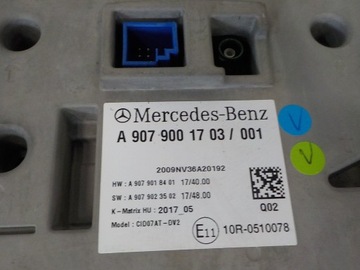 Mercedes-Benz
A 907 900 17 03 / 001
2009NV36A20192
HW : A 907 901 84 01 17/40.00
SW : A 907 902 35 02 17/48.00
K-Matrix HU : 2017_05
Model : CID07AT-DV2
Q02
E11 10R-0510078
V
V